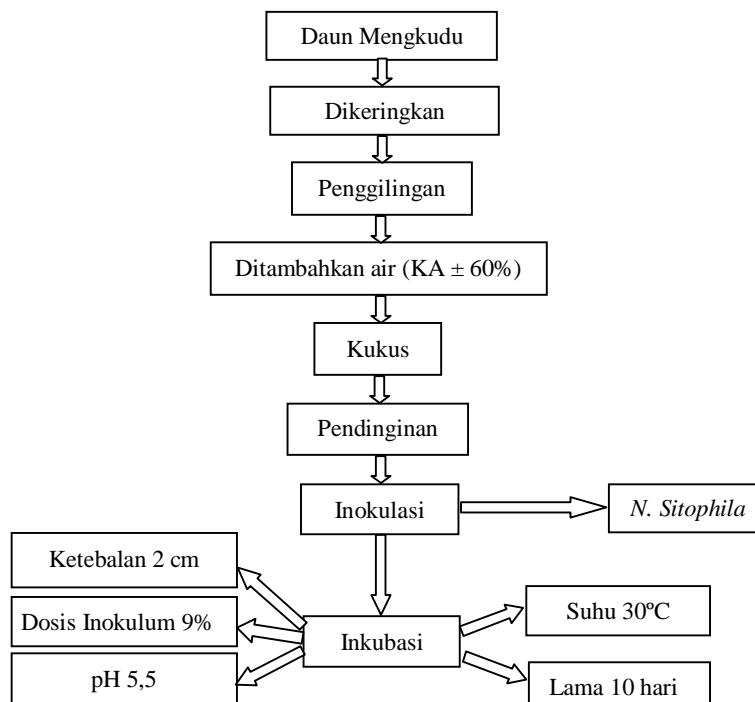 Daun Mengkudu
Dikeringkan
Penggilingan
Ditambahkan air (KA ± 60%)
Kukus
Pendinginan
Inokulasi
N. Sitophila
Ketebalan 2 cm
Dosis Inokulum 9%
pH 5,5
Inkubasi
Suhu 30ºC
Lama 10 hari